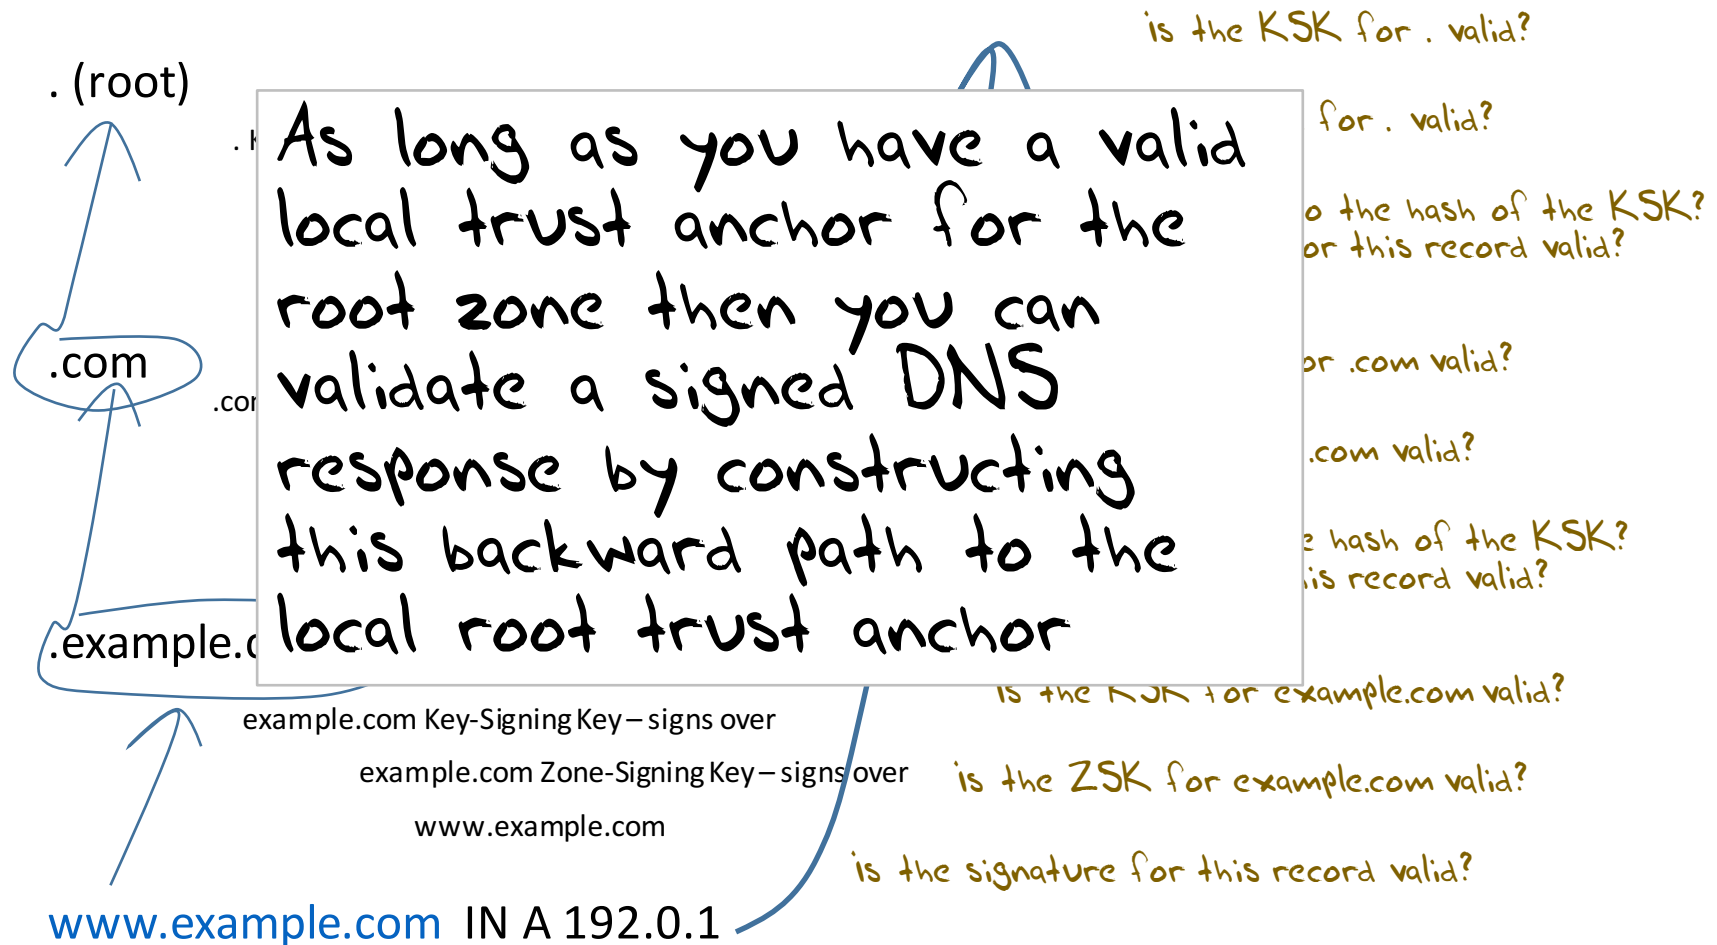 is the KSK for . valid?
. (root)
for . valid?
As long as you have a valid
local trust anchor for the
root zone then you can
validate a signed DNS
response by constructing
this backward path to the
local root trust anchor
the hash of the KSK?
this record valid?
.com
.com valid?
.com valid?
hash of the KSK?
record valid?
is the KSK for example.com valid?
example.com Key-Signing Key – signs over
example.com Zone-Signing Key – signs over
is the ZSK for example.com valid?
www.example.com
is the signature for this record valid?
www.example.com IN A 192.0.1